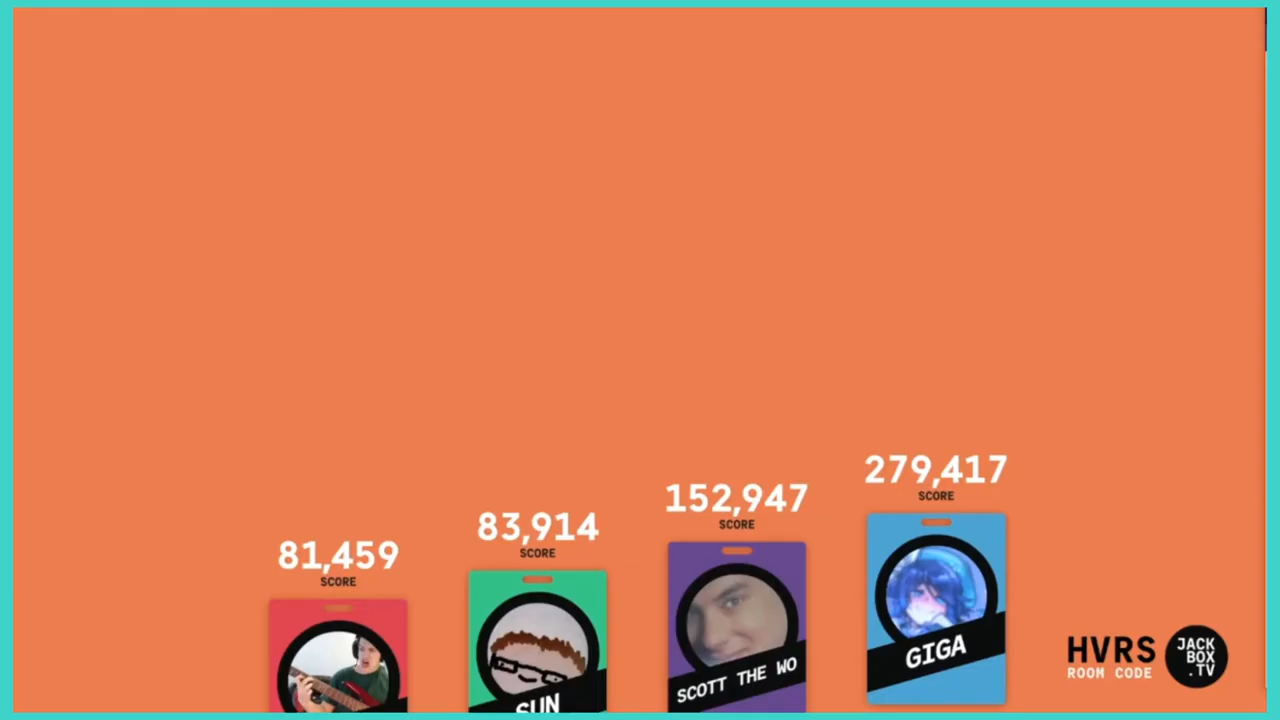 279,417
SCORE
152,947
SCORE
83,914
SCORE
81,459
SCORE
GIGA
SCOTT THE WO
SUN
HVRS
ROOM CODE
JACK
BOX
.TV